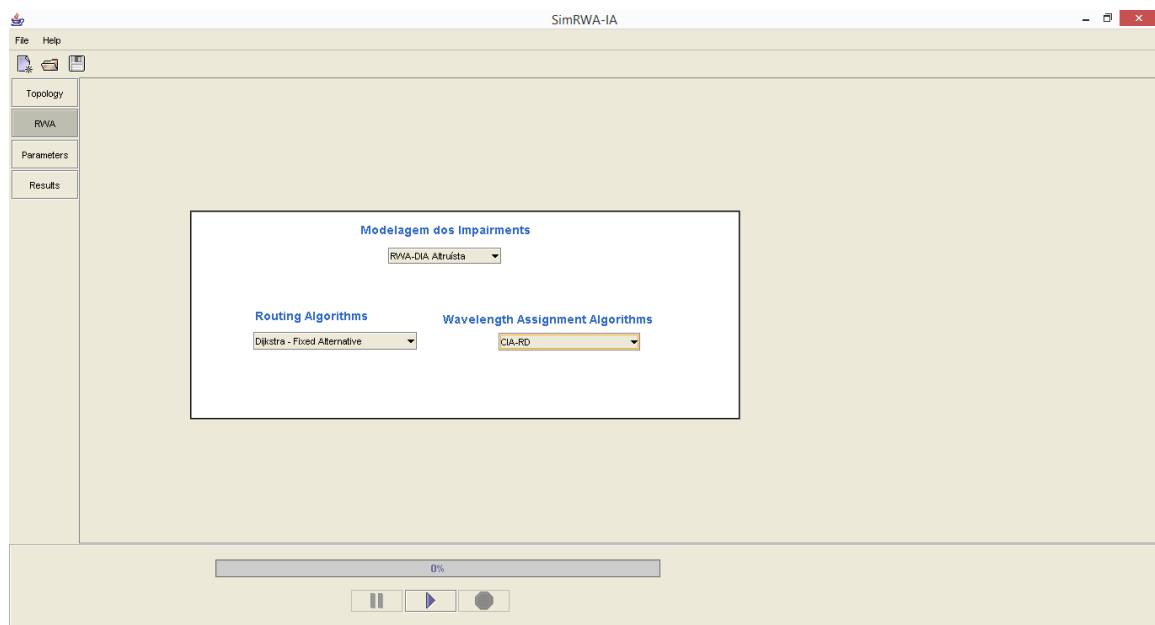 SimRWA-IA
File Help
Topology
RWA
Parameters
Results
Modelagem dos Impairments
RWA-DIA Altruísta
Routing Algorithms
Wavelength Assignment Algorithms
Dijkstra - Fixed Alternative
CIA-RD
0%